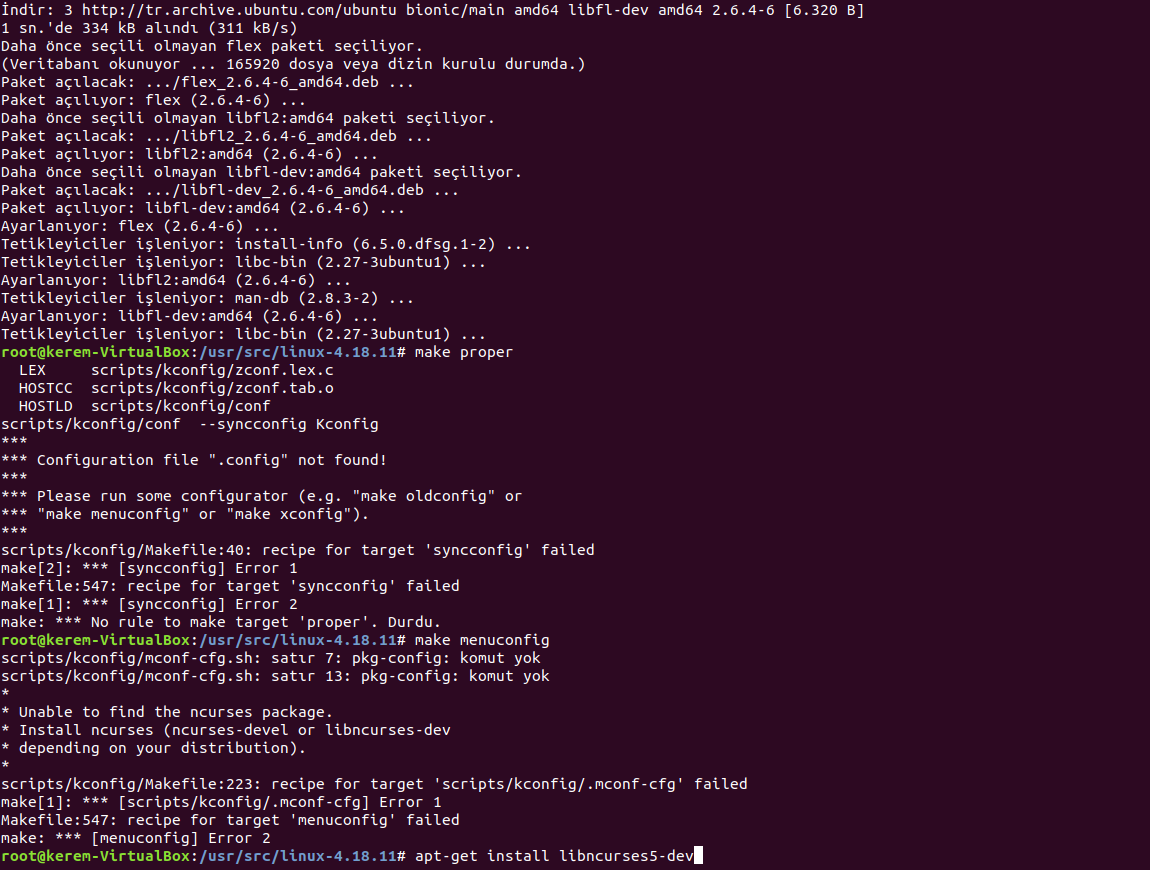 İndir: 3 http://tr.archive.ubuntu.com/ubuntu bionic/main amd64 libfl-dev amd64 2.6.4-6 [6.320 B]
1 sn.'de 334 kB alındı (311 kB/s)
Daha önce seçili olmayan flex paketi seçiliyor.
(Veritabanı okunuyor ... 165920 dosya veya dizin kurulu durumda.)
Paket açılacak: .../flex_2.6.4-6_amd64.deb ...
Paket açılıyor: flex (2.6.4-6) ...
Daha önce seçili olmayan libfl2:amd64 paketi seçiliyor.
Paket açılacak: .../libfl2_2.6.4-6_amd64.deb ...
Paket açılıyor: libfl2:amd64 (2.6.4-6) ...
Daha önce seçili olmayan libfl-dev:amd64 paketi seçiliyor.
Paket açılacak: .../libfl-dev_2.6.4-6_amd64.deb ...
Paket açılıyor: libfl-dev:amd64 (2.6.4-6) ...
Ayarlanıyor: flex (2.6.4-6) ...
Tetikleyiciler işleniyor: install-info (6.5.0.dfsg.1-2) ...
Tetikleyiciler işleniyor: libc-bin (2.27-3ubuntu1) ...
Ayarlanıyor: libfl2:amd64 (2.6.4-6) ...
Tetikleyiciler işleniyor: man-db (2.8.3-2) ...
Ayarlanıyor: libfl-dev:amd64 (2.6.4-6) ...
Tetikleyiciler işleniyor: libc-bin (2.27-3ubuntu1) ...
root@kerem-VirtualBox:/usr/src/linux-4.18.11# make proper
  LEX     scripts/kconfig/zconf.lex.c
  HOSTCC  scripts/kconfig/zconf.tab.o
  HOSTLD  scripts/kconfig/conf
scripts/kconfig/conf  --syncconfig Kconfig
***
*** Configuration file ".config" not found!
***
*** Please run some configurator (e.g. "make oldconfig" or
*** "make menuconfig" or "make xconfig").
***
scripts/kconfig/Makefile:40: recipe for target 'syncconfig' failed
make[2]: *** [syncconfig] Error 1
Makefile:547: recipe for target 'syncconfig' failed
make[1]: *** [syncconfig] Error 2
make: *** No rule to make target 'proper'. Durdu.
root@kerem-VirtualBox:/usr/src/linux-4.18.11# make menuconfig
scripts/kconfig/mconf-cfg.sh: satır 7: pkg-config: komut yok
scripts/kconfig/mconf-cfg.sh: satır 13: pkg-config: komut yok
*
* Unable to find the ncurses package.
* Install ncurses (ncurses-devel or libncurses-dev
* depending on your distribution).
*
scripts/kconfig/Makefile:223: recipe for target 'scripts/kconfig/.mconf-cfg' failed
make[1]: *** [scripts/kconfig/.mconf-cfg] Error 1
Makefile:547: recipe for target 'menuconfig' failed
make: *** [menuconfig] Error 2
root@kerem-VirtualBox:/usr/src/linux-4.18.11# apt-get install libncurses5-dev